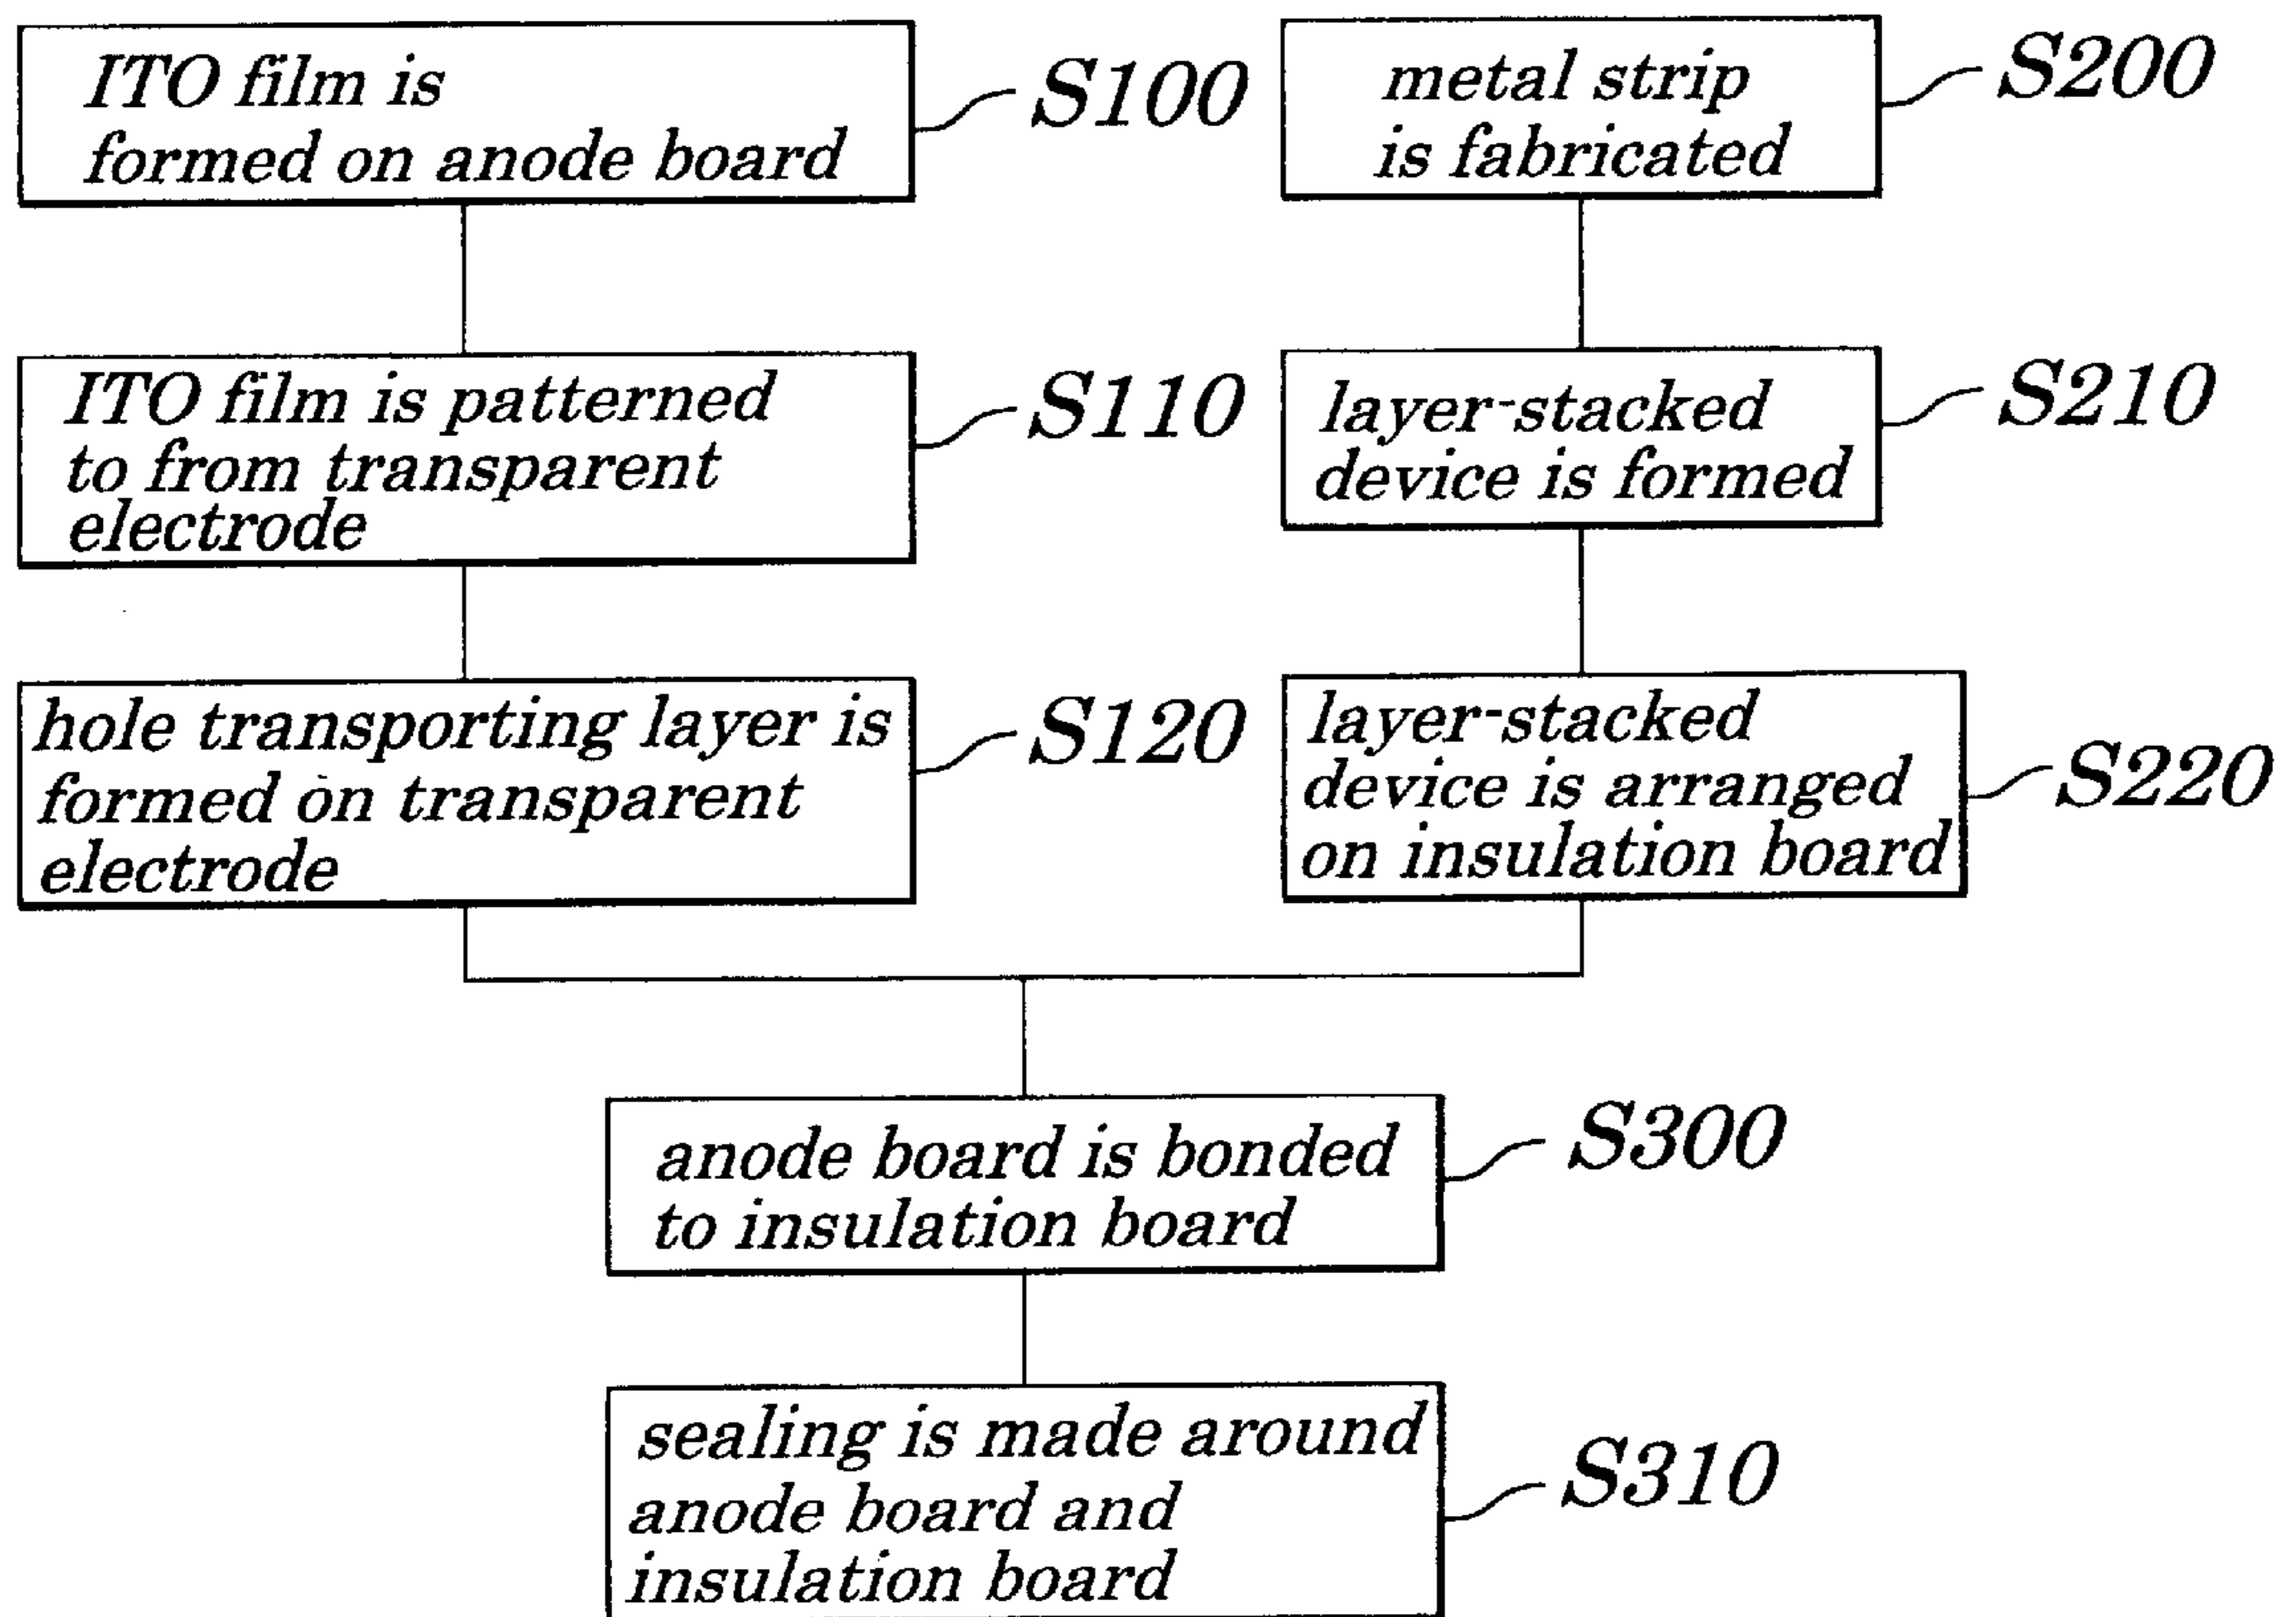 ITO film is
formed on anode board
S100
ITO film is patterned
to from transparent
electrode
S110
hole transporting layer is
formed on transparent
electrode
S120
metal strip
is fabricated
S200
layer-stacked
device is formed
S210
layer-stacked
device is arranged
on insulation board
S220
anode board is bonded
to insulation board
S300
sealing is made around
anode board and
insulation board
S310